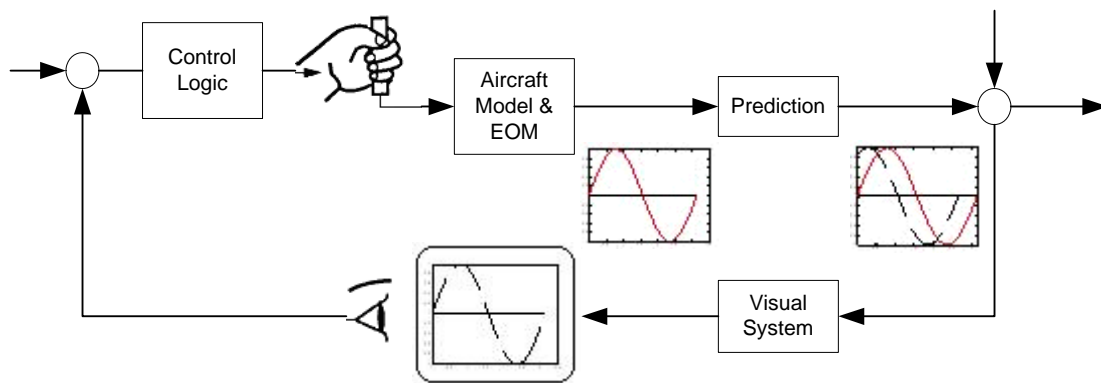 Control
Logic
Aircraft
Model &
EOM
Prediction
Visual
System